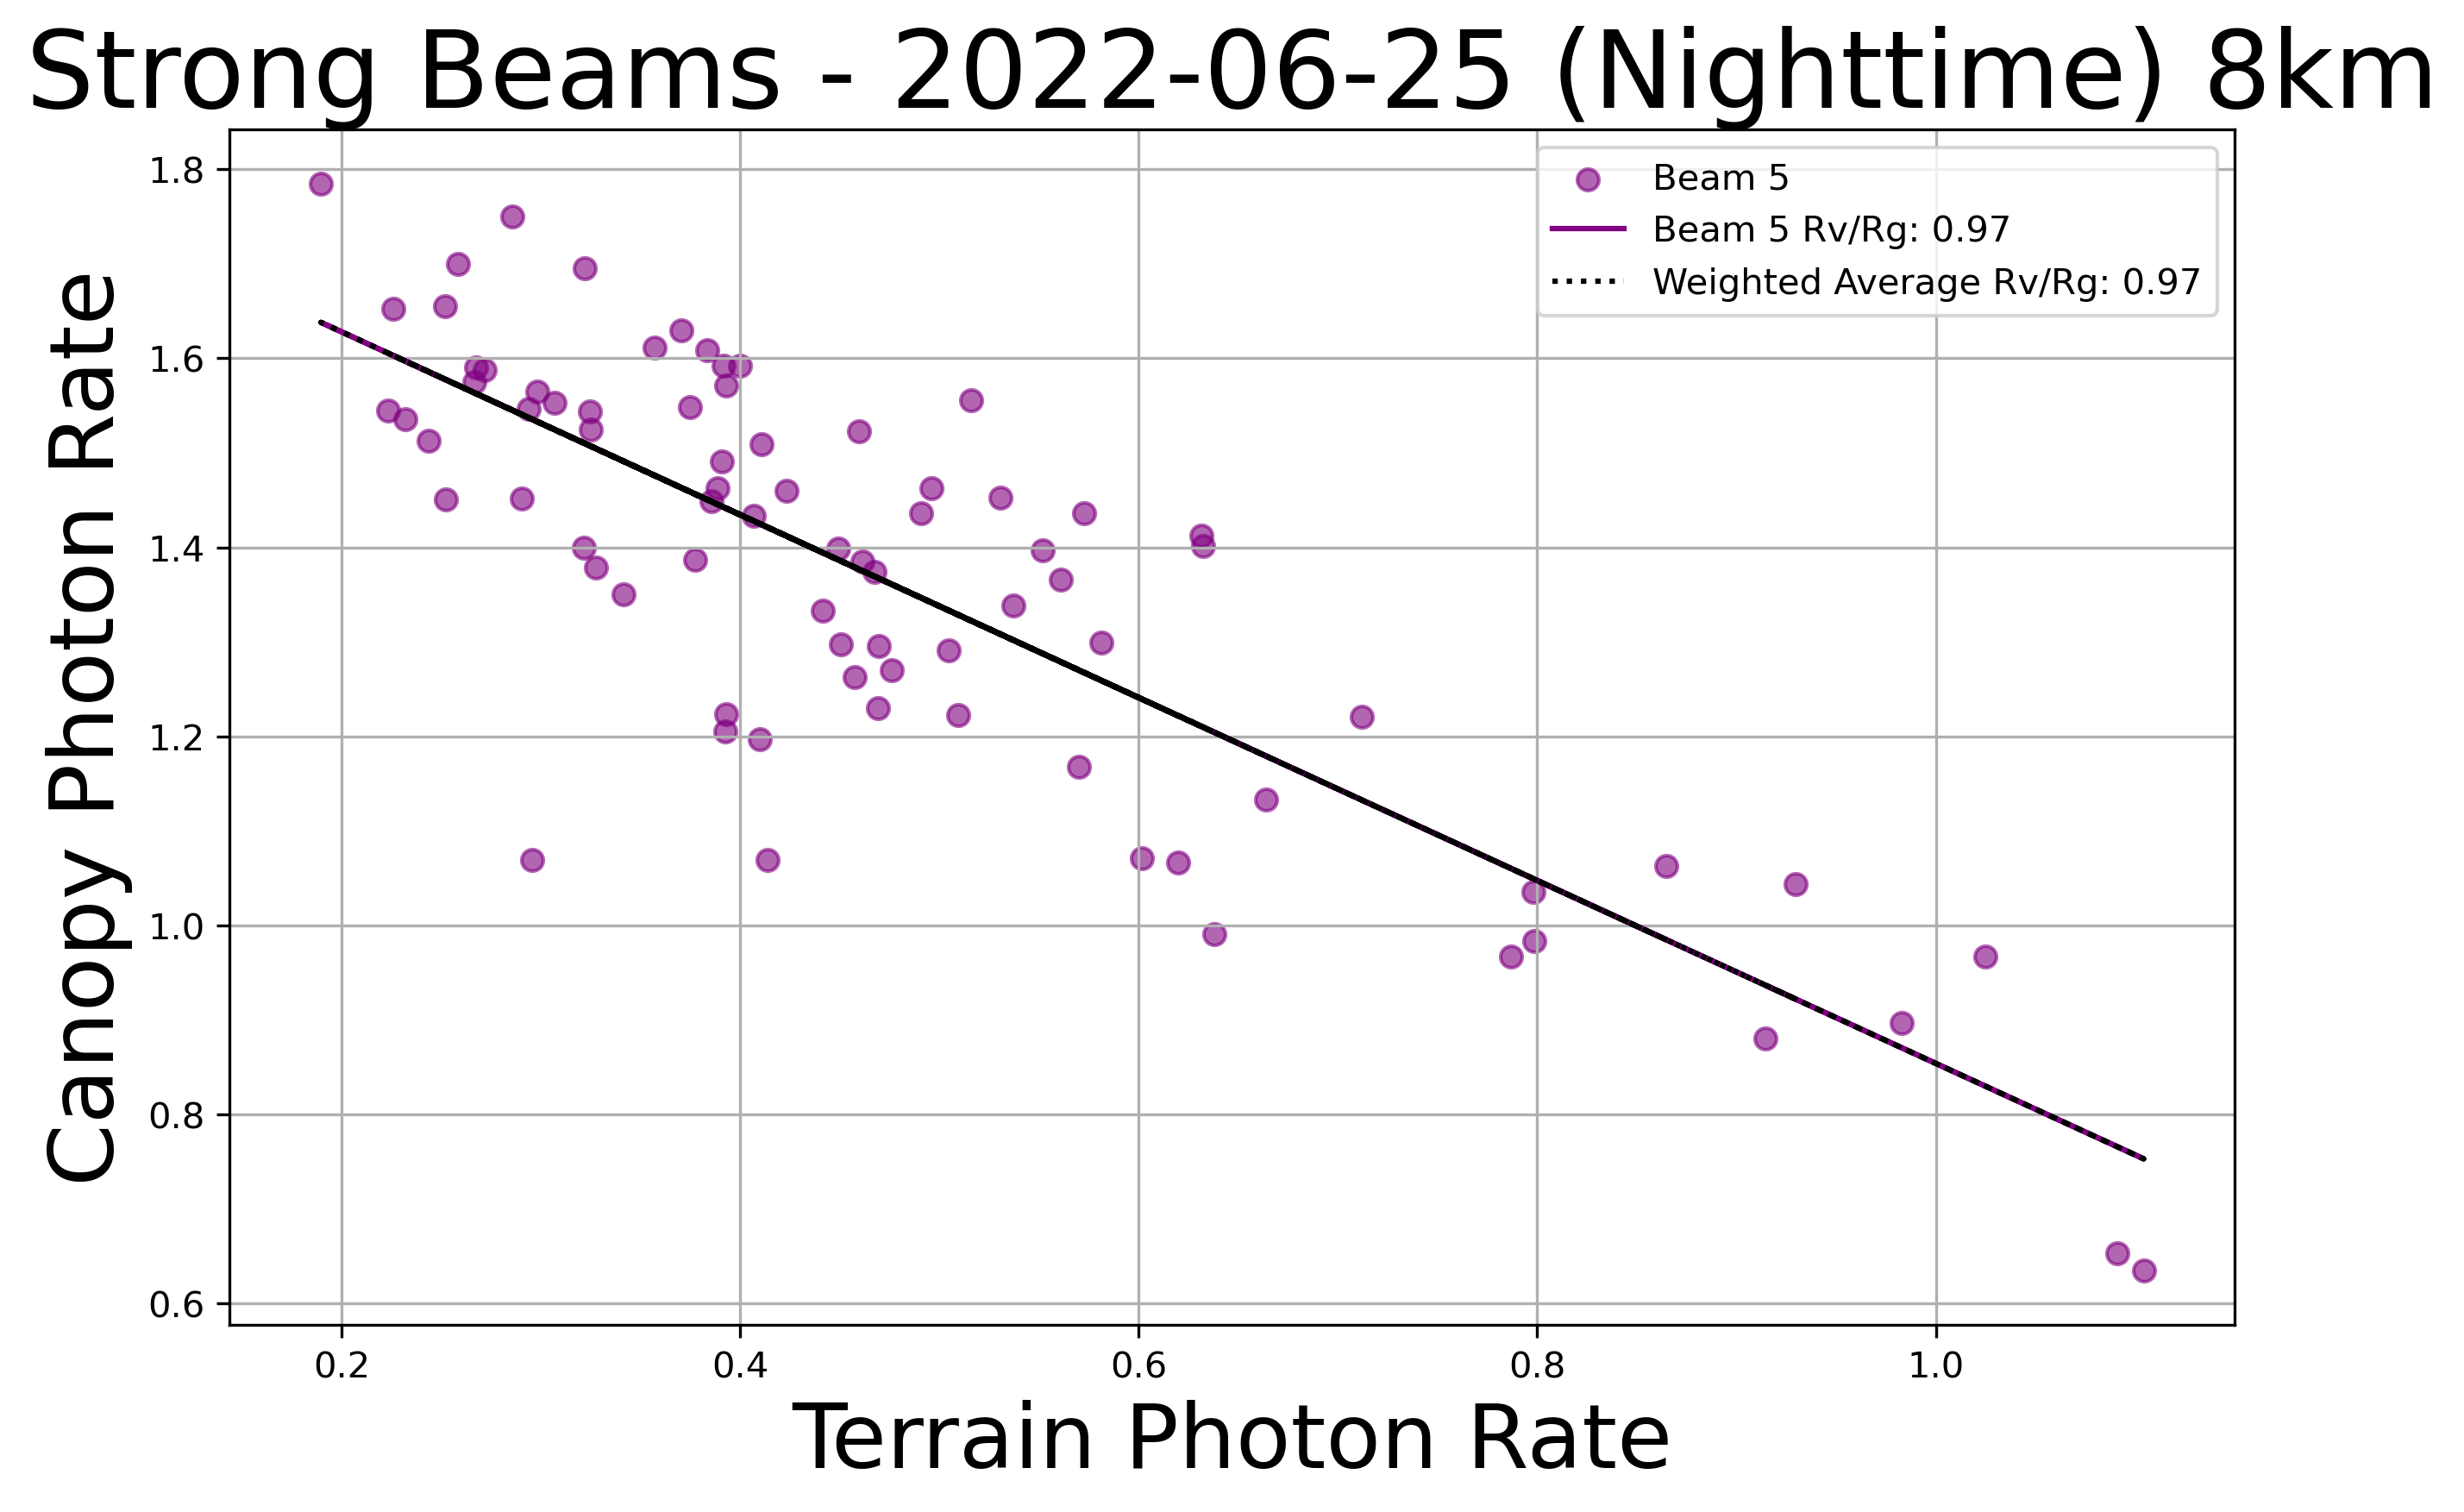 Strong Beams - 2022-06-25 (Nighttime) 8km
Beam 5
Beam 5 Rv/Rg: 0.97
Weighted Average Rv/Rg: 0.97
Canopy Photon Rate
1.8
1.6
1.4
1.2
1.0
0.8
0.6
0.2 0.4 0.6 0.8 1.0
Terrain Photon Rate